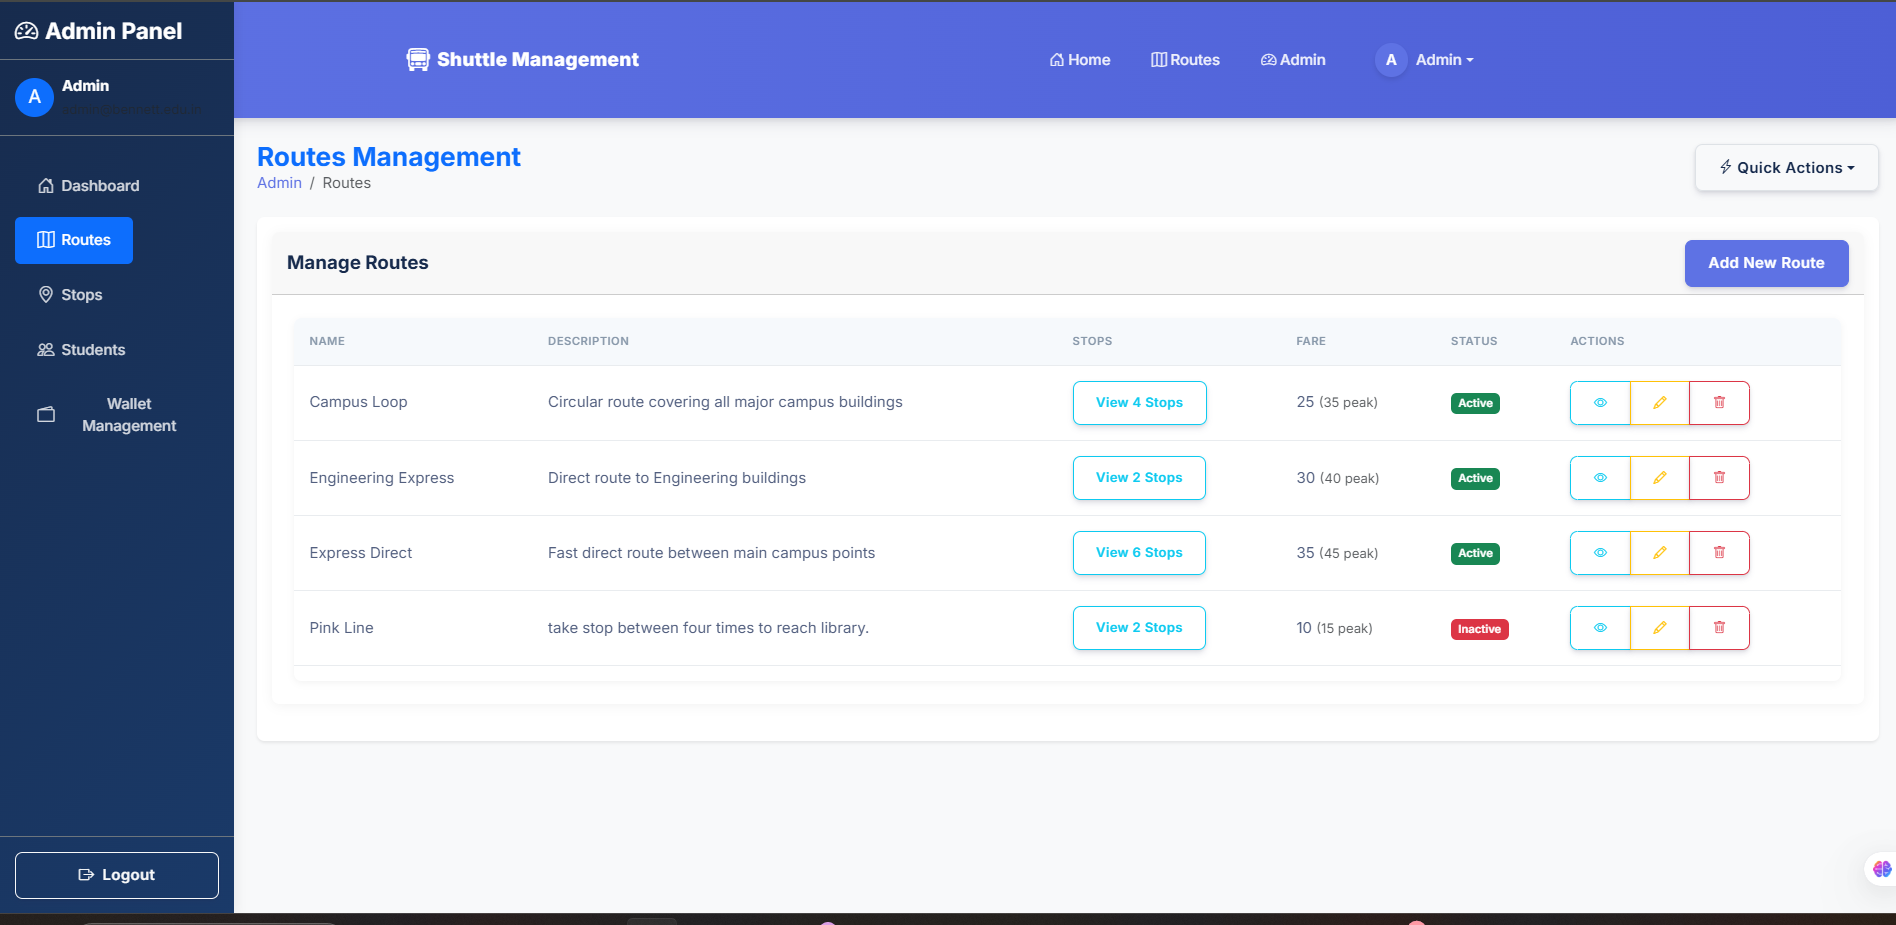 Admin Panel
A
Admin
Dashboard
Routes
Stops
Students
Wallet
Management
Logout
Shuttle Management
Home
Routes
Admin
A
Admin
Routes Management
Admin / Routes
Quick Actions
Manage Routes
Add New Route
NAME DESCRIPTION STOPS FARE STATUS ACTIONS
Campus Loop Circular route covering all major campus buildings View 4 Stops 25 (35 peak) Active
Engineering Express Direct route to Engineering buildings View 2 Stops 30 (40 peak) Active
Express Direct Fast direct route between main campus points View 6 Stops 35 (45 peak) Active
Pink Line take stop between four times to reach library. View 2 Stops 10 (15 peak) Inactive